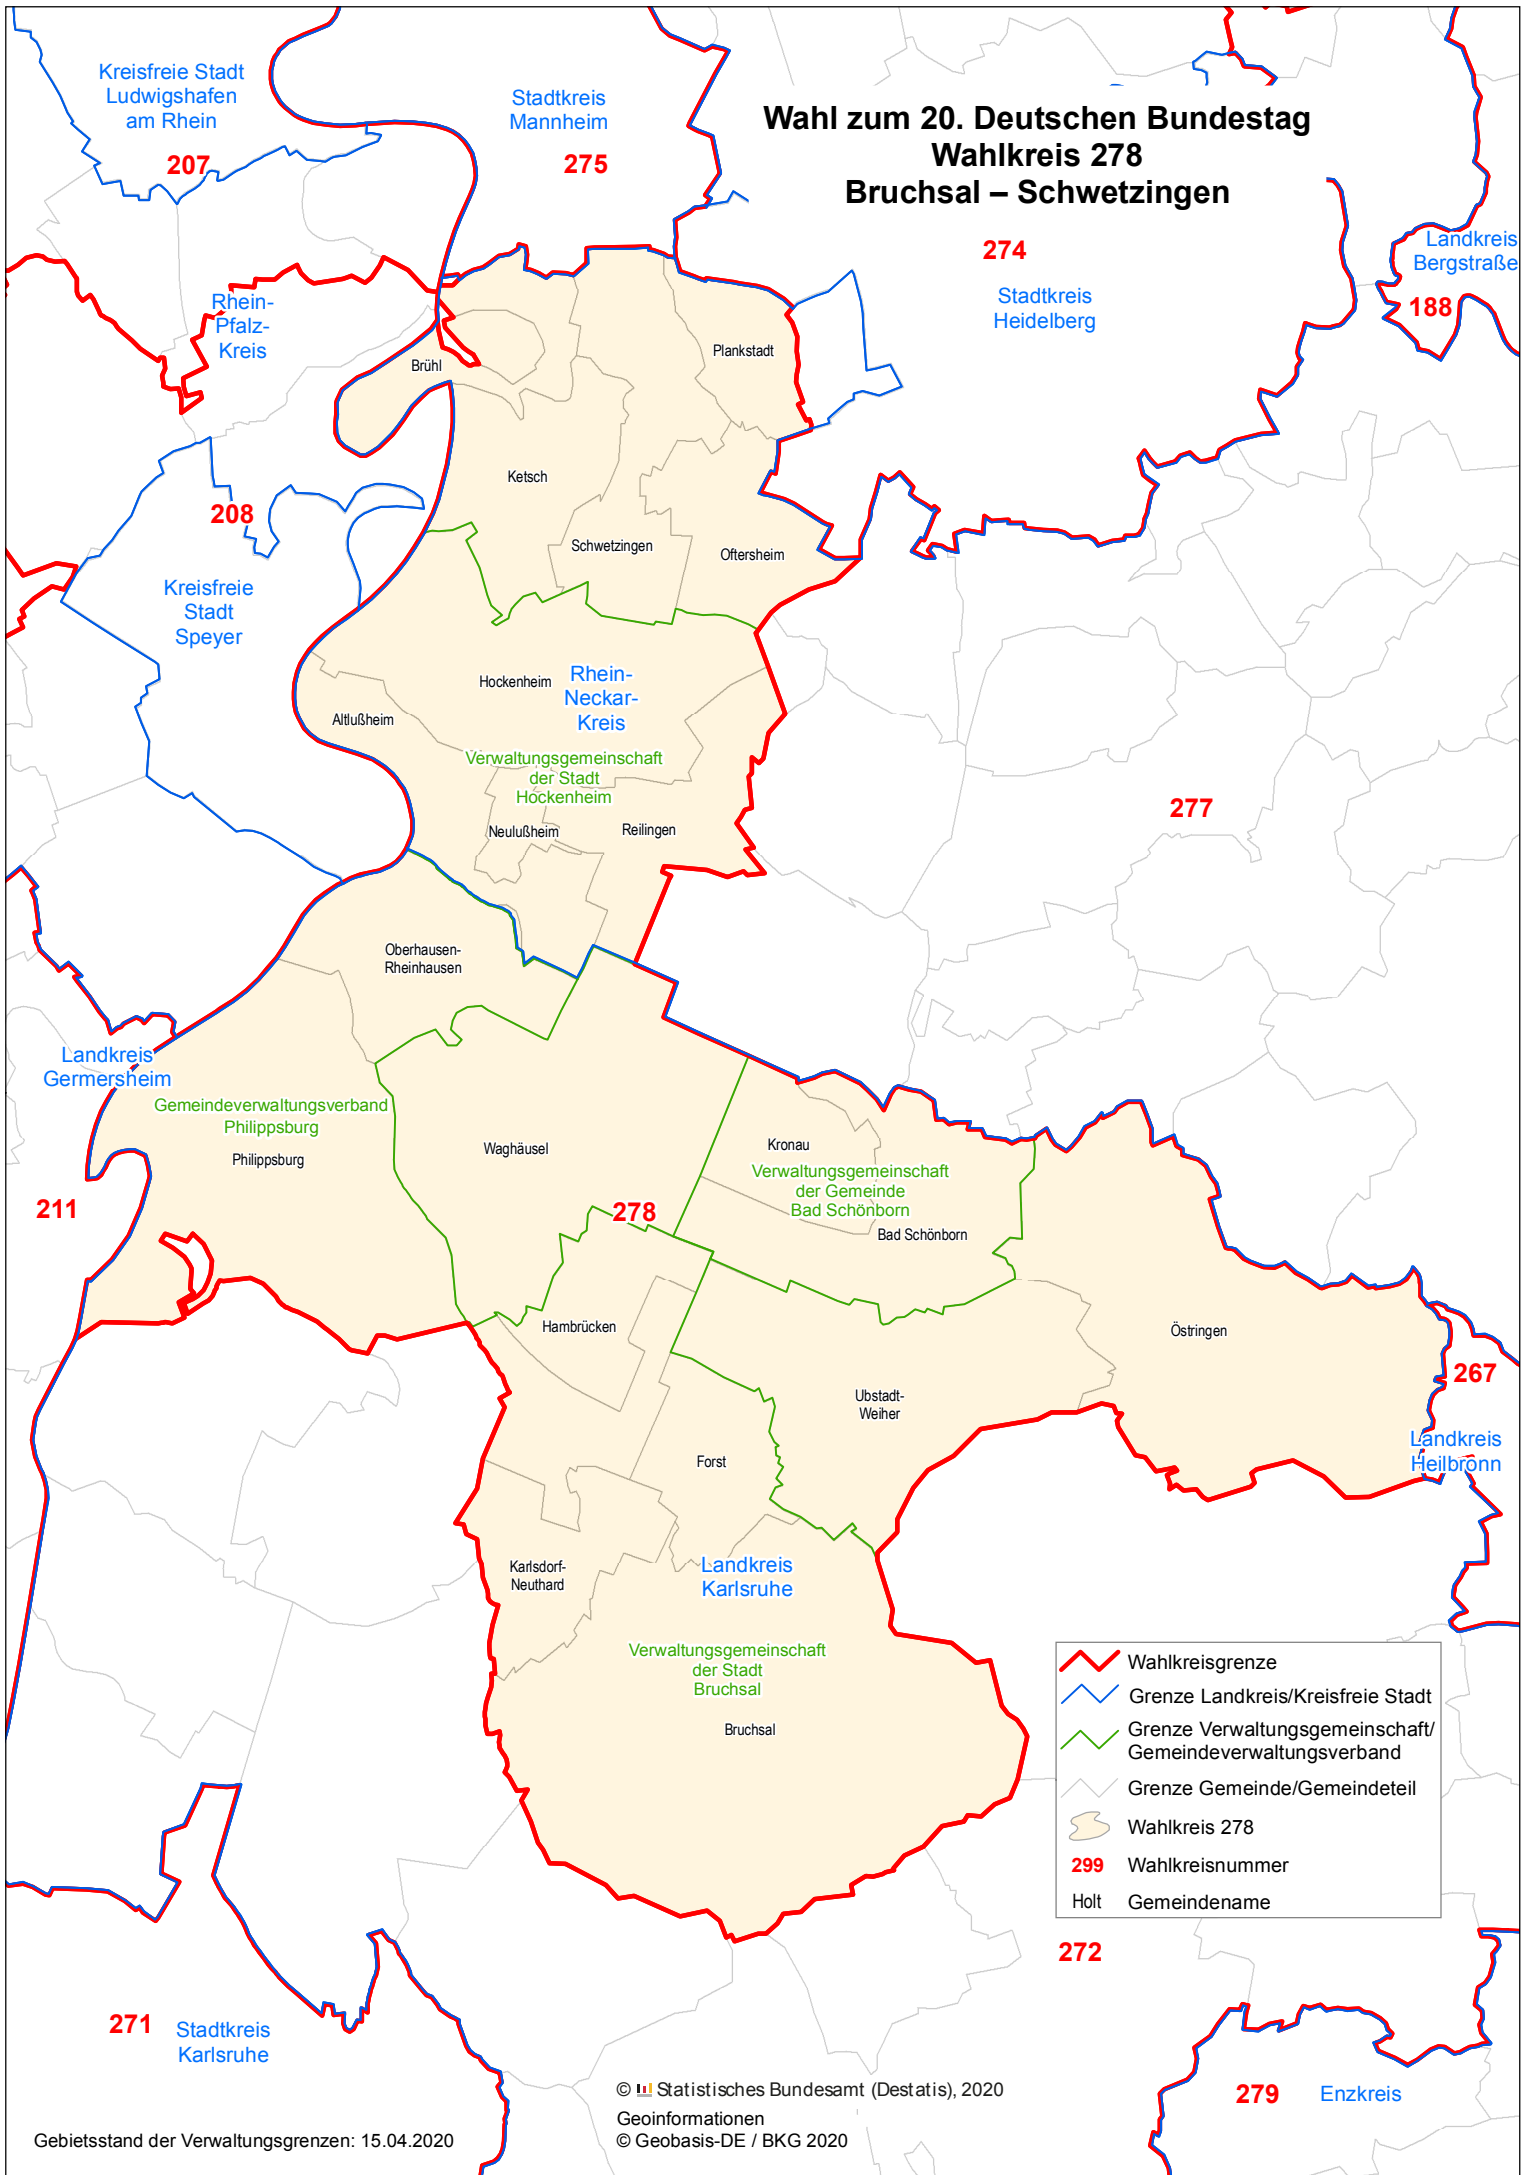 Wahl zum 20. Deutschen Bundestag
Wahlkreis 278
Bruchsal – Schwetzingen
Kreisfreie Stadt
Ludwigshafen
am Rhein
207
Stadtkreis
Mannheim
275
274
Stadtkreis
Heidelberg
Landkreis
Bergstraße
188
Rhein-
Pfalz-
Kreis
Brühl
Plankstadt
Ketsch
208
Schwetzingen
Oftersheim
Kreisfreie
Stadt
Speyer
Hockenheim
Rhein-
Neckar-
Kreis
Altlußheim
Verwaltungsgemeinschaft
der Stadt
Hockenheim
Neulußheim
Reilingen
277
Oberhausen-
Rheinhausen
Landkreis
Germersheim
Gemeindeverwaltungsverband
Philippsburg
Philippsburg
Waghäusel
Kronau
Verwaltungsgemeinschaft
der Gemeinde
Bad Schönborn
Bad Schönborn
211
278
Hambrücken
Östringen
267
Ubstadt-
Weiher
Landkreis
Heilbronn
Forst
Karlsdorf-
Neuthard
Landkreis
Karlsruhe
Verwaltungsgemeinschaft
der Stadt
Bruchsal
Bruchsal
Wahlkreisgrenze
Grenze Landkreis/Kreisfreie Stadt
Grenze Verwaltungsgemeinschaft/
Gemeindeverwaltungsverband
Grenze Gemeinde/Gemeindeteil
Wahlkreis 278
299 Wahlkreisnummer
Holt Gemeindename
272
271
Stadtkreis
Karlsruhe
279 Enzkreis
© Statistisches Bundesamt (Destatis), 2020
Geoinformationen
© Geobasis-DE / BKG 2020
Gebietsstand der Verwaltungsgrenzen: 15.04.2020